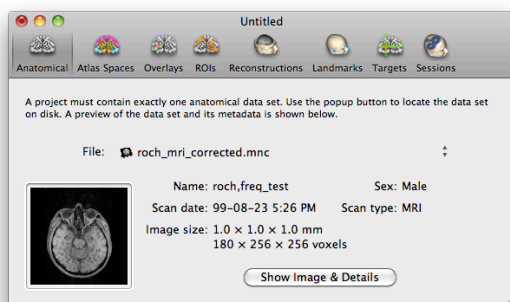 Untitled
Anatomical Atlas Spaces Overlays ROIs Reconstructions Landmarks Targets Sessions
A project must contain exactly one anatomical data set. Use the popup button to locate the data set
on disk. A preview of the data set and its metadata is shown below.
File: roch_mri_corrected.mnc
Name: roch,freq_test Sex: Male
Scan date: 99-08-23 5:26 PM Scan type: MRI
Image size: 1.0 × 1.0 × 1.0 mm
180 × 256 × 256 voxels
Show Image & Details